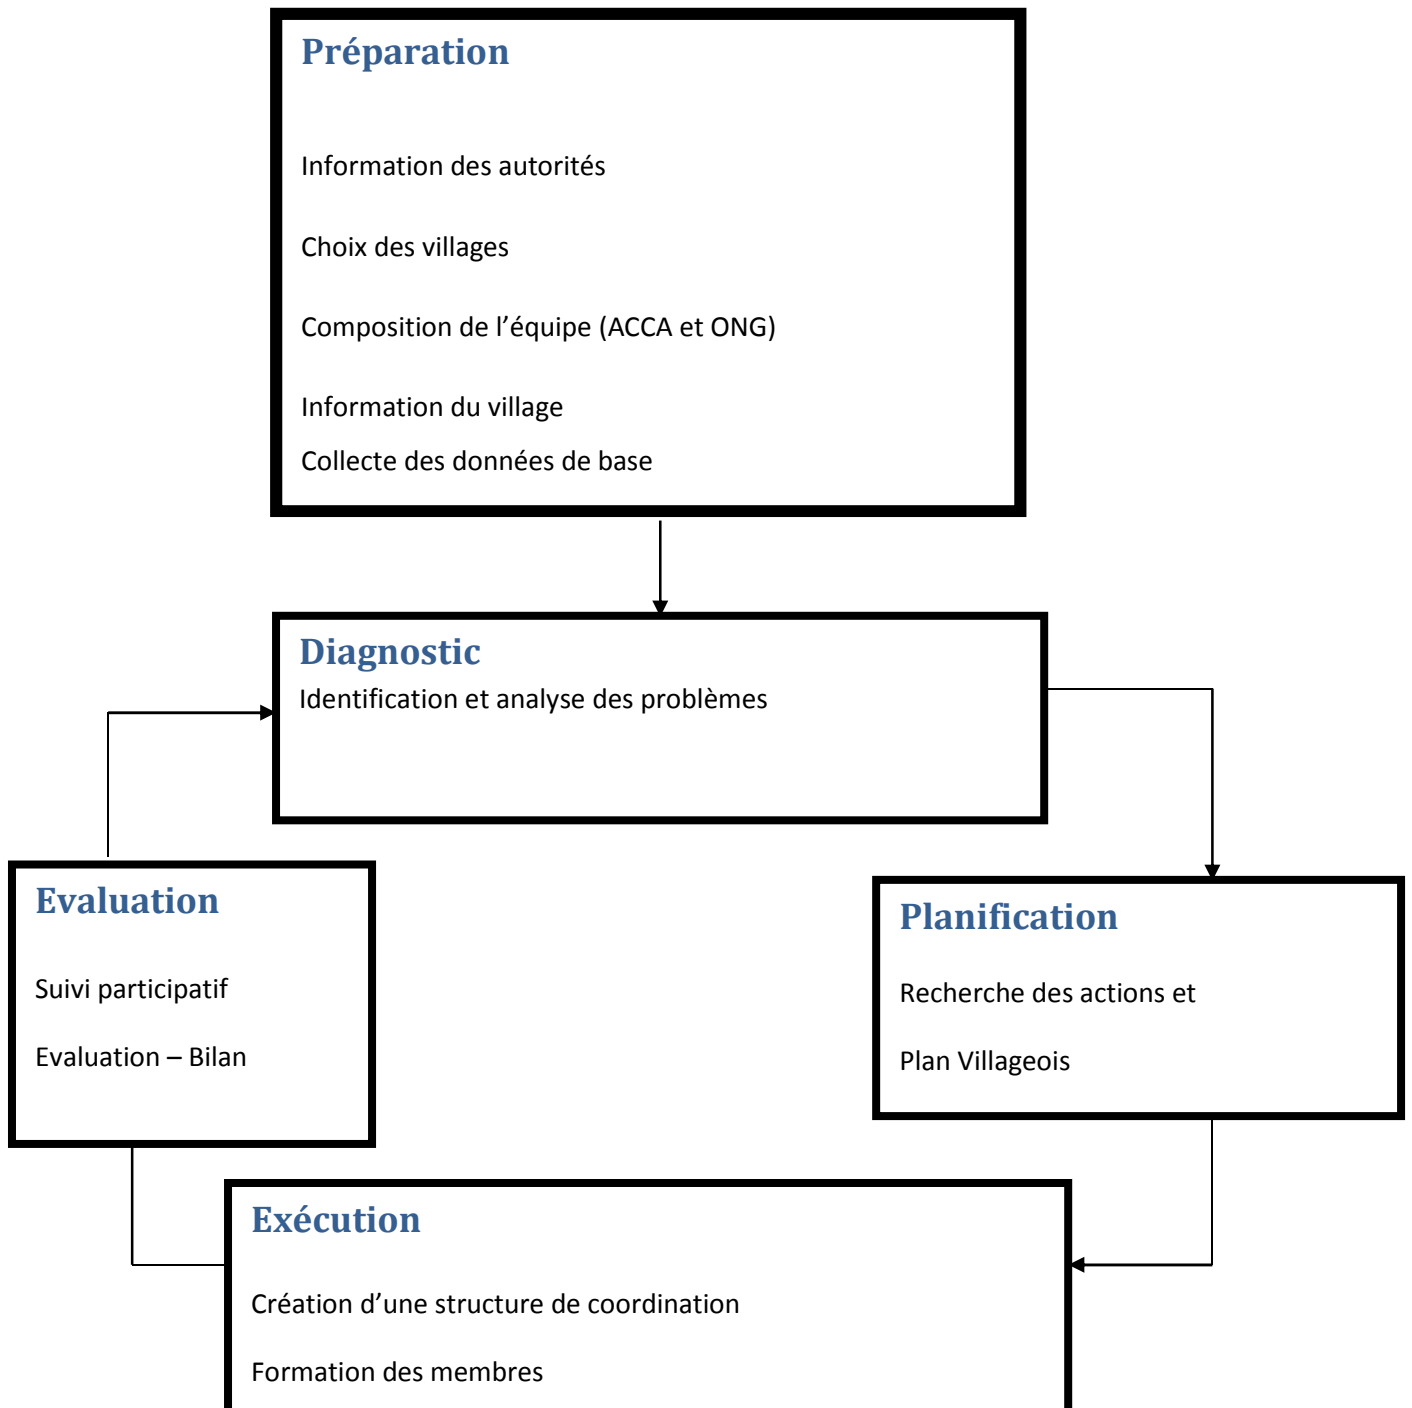 Préparation
Information des autorités
Choix des villages
Composition de l’équipe (ACCA et ONG)
Information du village
Collecte des données de base
Diagnostic
Identification et analyse des problèmes
Evaluation
Suivi participatif
Evaluation – Bilan
Planification
Recherche des actions et
Plan Villageois
Exécution
Création d’une structure de coordination
Formation des membres